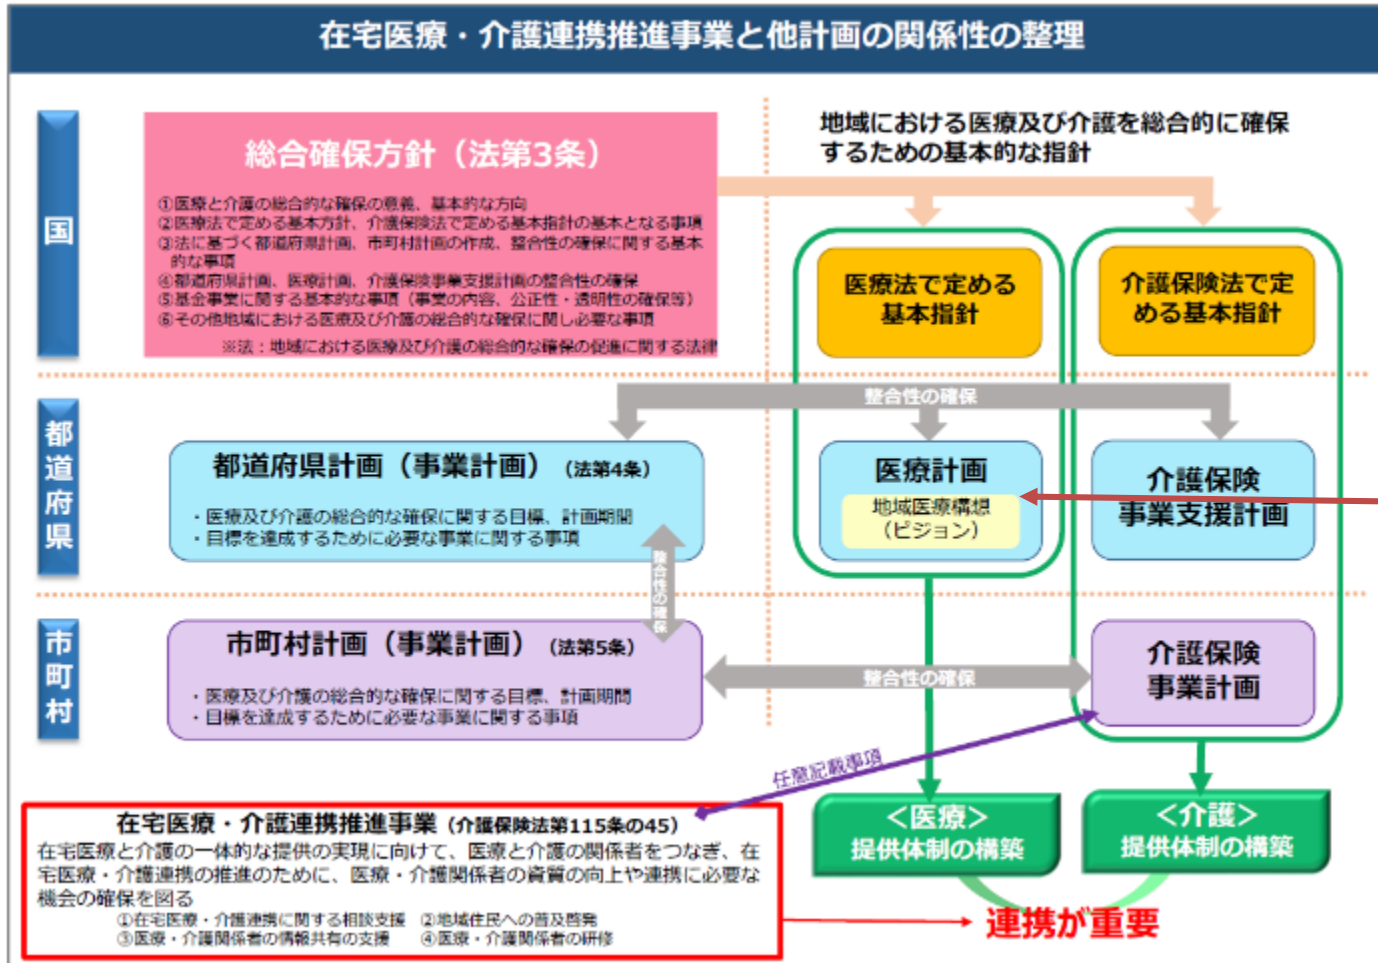 在宅医療・介護連携推進事業と他計画の関係性の整理
国
総合確保方針（法第3条）
①医療と介護の総合的な確保の意義、基本的な方向
②医療法で定める基本方針、介護保険法で定める基本指針の基本となる事項
③法に基づく都道府県計画、市町村計画の作成、整合性の確保に関する基本
的な事項
④都道府県計画、医療計画、介護保険事業支援計画の整合性の確保
⑤基金事業に関する基本的な事項（事業の内容、公正性・透明性の確保等）
⑥その他地域における医療及び介護の総合的な確保に関し必要な事項
※法：地域における医療及び介護の総合的な確保の促進に関する法律
地域における医療及び介護を総合的に確保
するための基本的な指針
医療法で定める
基本指針
介護保険法で定
める基本指針
整合性の確保
都道府県
都道府県計画（事業計画）（法第4条）
・医療及び介護の総合的な確保に関する目標、計画期間
・目標を達成するために必要な事業に関する事項
医療計画
地域医療構想
（ビジョン）
介護保険
事業支援計画
整合性の確保
市町村
市町村計画（事業計画）（法第5条）
・医療及び介護の総合的な確保に関する目標、計画期間
・目標を達成するために必要な事業に関する事項
整合性の確保
介護保険
事業計画
任意記載事項
在宅医療・介護連携推進事業（介護保険法第115条の45）
在宅医療と介護の一体的な提供の実現に向けて、医療と介護の関係者をつなぎ、在
宅医療・介護連携の推進のために、医療・介護関係者の資質の向上や連携に必要な
機会の確保を図る
①在宅医療・介護連携に関する相談支援　②地域住民への普及啓発
③医療・介護関係者の情報共有の支援　④医療・介護関係者の研修
＜医療＞
提供体制の構築
＜介護＞
提供体制の構築
連携が重要